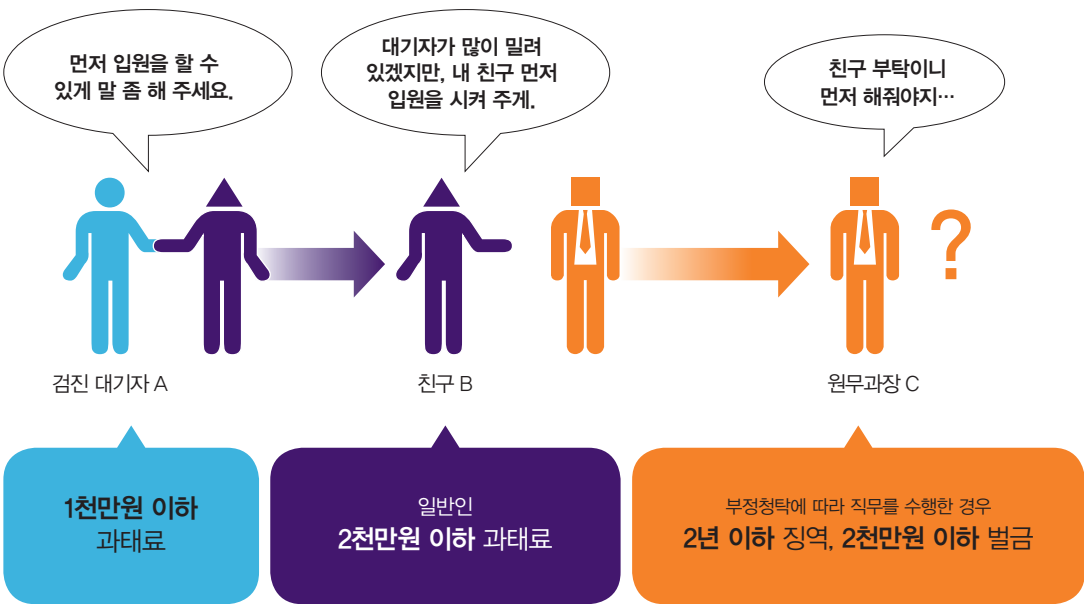 먼저 입원을 할 수
있게 말 좀 해 주세요.
대기자가 많이 밀려
있겠지만, 내 친구 먼저
입원을 시켜 주게.
친구 부탁이니
먼저 해줘야지…
?
검진 대기자 A
친구 B
원무과장 C
1천만원 이하
과태료
일반인
2천만원 이하 과태료
부정청탁에 따라 직무를 수행한 경우
2년 이하 징역, 2천만원 이하 벌금